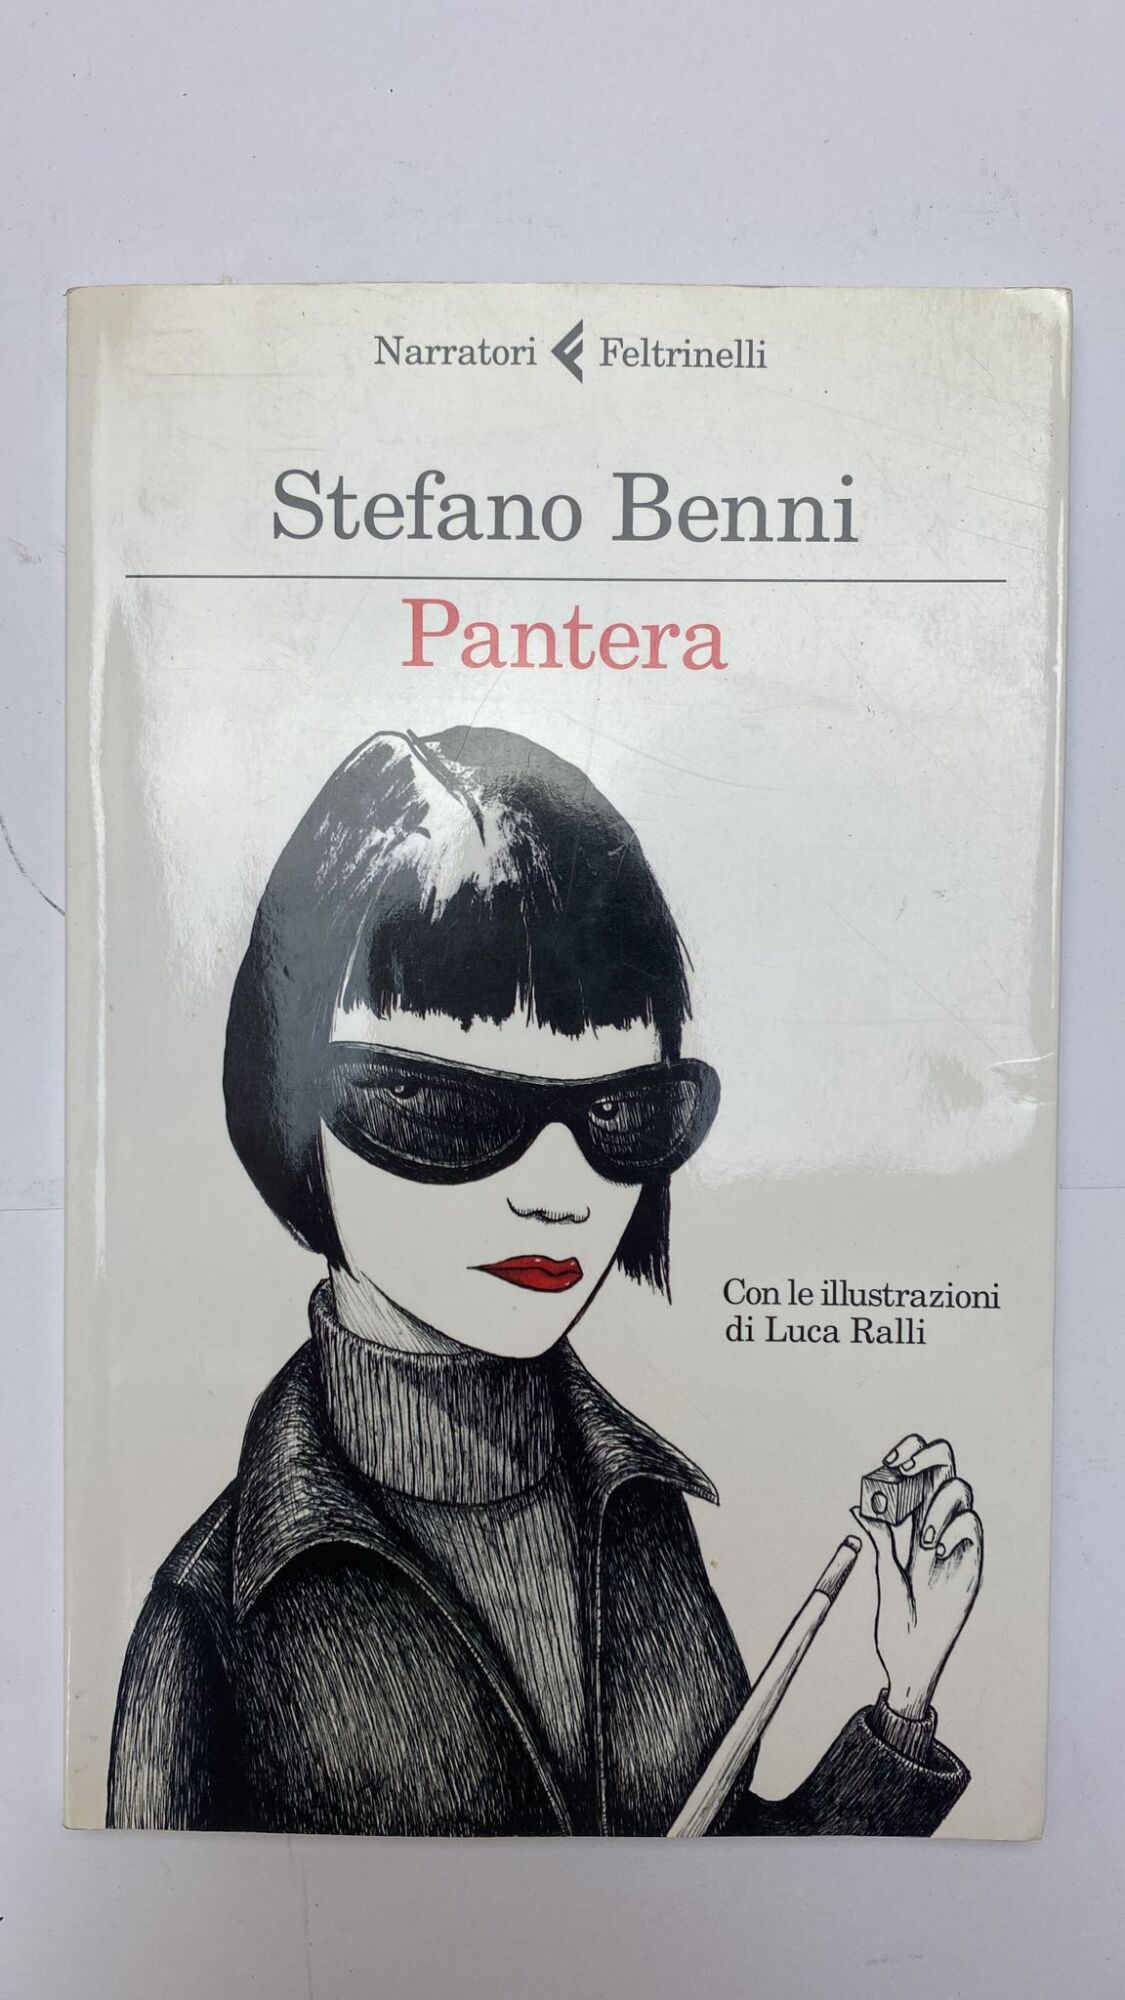 Narratori Feltrinelli
Stefano Benni
Pantera
Con le illustrazioni
di Luca Ralli